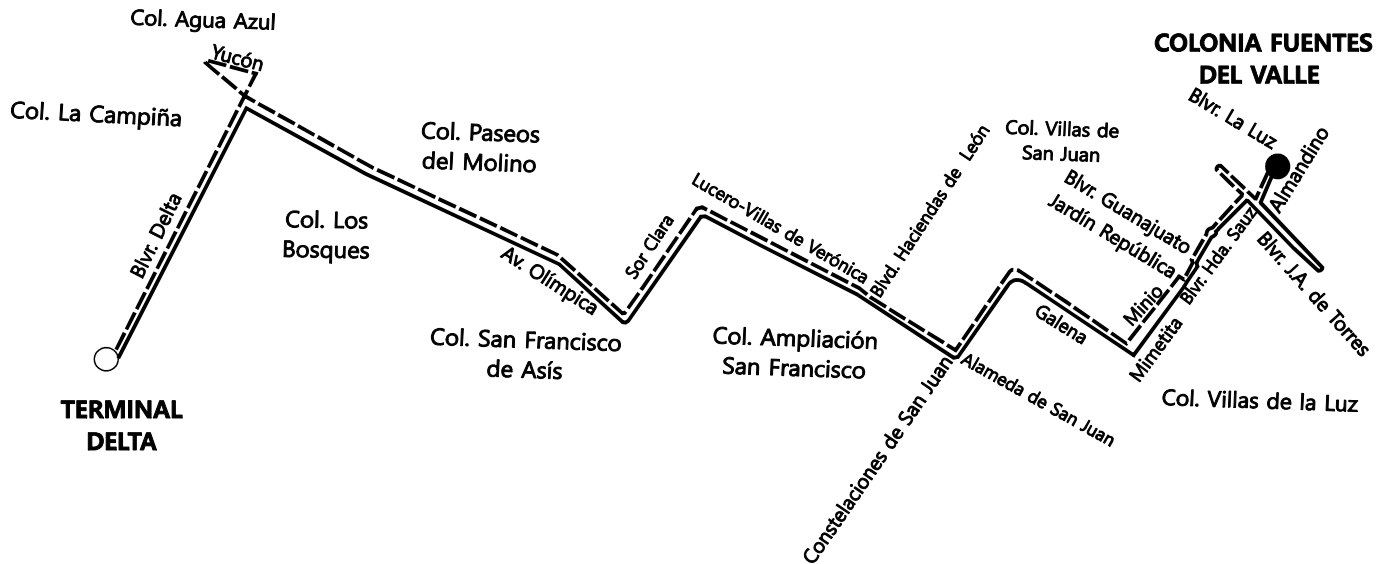 Col. Agua Azul
Yucón
COLONIA FUENTES
DEL VALLE
Blvr. La Luz
Col. La Campiña
Col. Paseos
del Molino
Col. Villas de
San Juan
Almandino
Blvr. Delta
Col. Los
Bosques
Av. Olímpica
Sor Clara
Lucero-Villas de Verónica
Blvd. Haciendas de León
Blvr. Guanajuato
Jardín República
Minio
Blvr. Hda. Sauz
Blvr. J.A. de Torres
Col. San Francisco
de Asís
Col. Ampliación
San Francisco
Galena
Mimetita
Constelaciones de San Juan
Alameda de San Juan
Col. Villas de la Luz
TERMINAL
DELTA